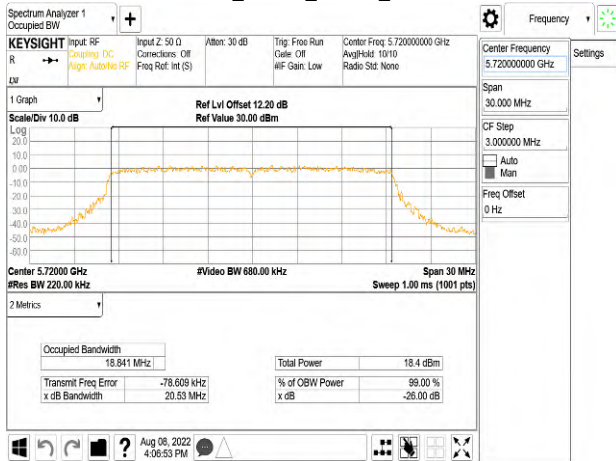 Spectrum Analyzer 1
Occupied BW
+
Frequency
KEYSIGHT
R
Input: RF
Coupling: DC
Align: Auto/No RF
Input Z: 50 Ω
Corrections: Off
Freq Ref: Int (S)
Atten: 30 dB
Trig: Free Run
Gate: Off
#IF Gain: Low
Center Freq: 5.720000000 GHz
Avg|Hold: 10/10
Radio Std: None
Center Frequency
5.720000000 GHz
Settings
Span
30.000 MHz
CF Step
3.000000 MHz
Auto
Man
Freq Offset
0 Hz
1 Graph
Scale/Div 10.0 dB
Ref Lvl Offset 12.20 dB
Ref Value 30.00 dBm
Log
20.0
10.0
0.00
-10.0
-20.0
-30.0
-40.0
-50.0
-60.0
Center 5.72000 GHz
#Video BW 680.00 kHz
Span 30 MHz
#Res BW 220.00 kHz
Sweep 1.00 ms (1001 pts)
2 Metrics
Occupied Bandwidth
18.841 MHz
Total Power 18.4 dBm
Transmit Freq Error -78.609 kHz
% of OBW Power 99.00 %
x dB Bandwidth 20.53 MHz
x dB -26.00 dB
?
Aug 08, 2022
4:06:53 PM